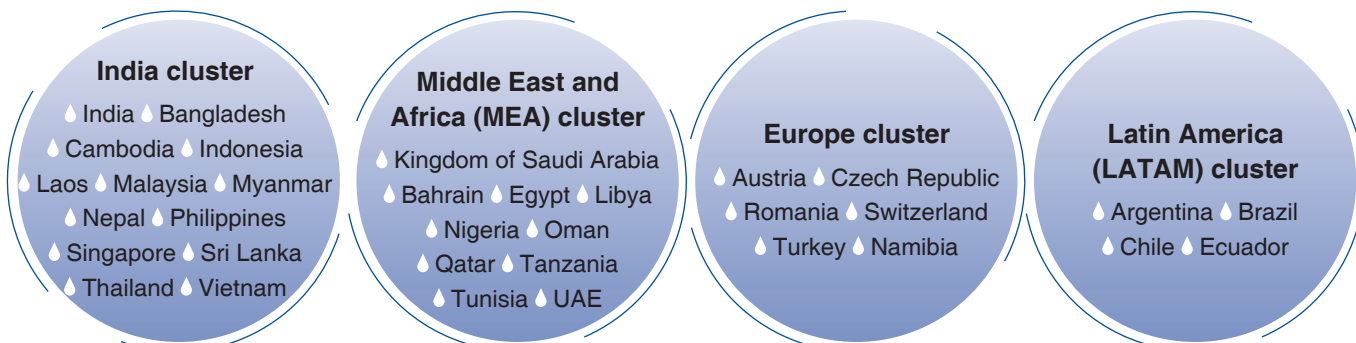 India cluster
India Bangladesh
Cambodia Indonesia
Laos Malaysia Myanmar
Nepal Philippines
Singapore Sri Lanka
Thailand Vietnam
Middle East and
Africa (MEA) cluster
Kingdom of Saudi Arabia
Bahrain Egypt Libya
Nigeria Oman
Qatar Tanzania
Tunisia UAE
Europe cluster
Austria Czech Republic
Romania Switzerland
Turkey Namibia
Latin America
(LATAM) cluster
Argentina Brazil
Chile Ecuador